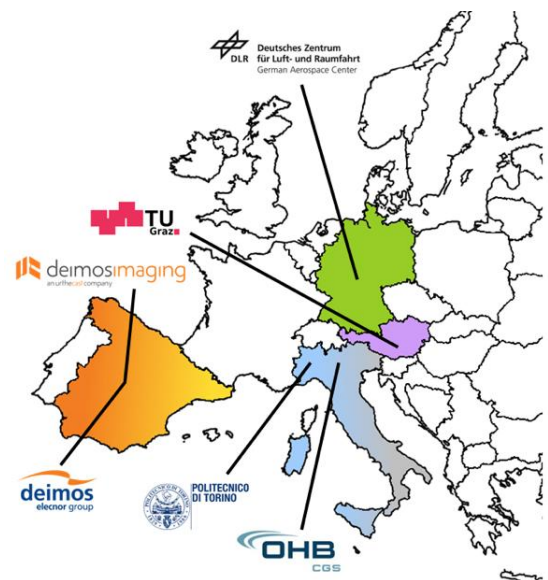 DLR
Deutsches Zentrum
für Luft- und Raumfahrt
German Aerospace Center
TU
Graz
deimosimaging
an urthecast company
deimos
elecnor group
POLITECNICO
DI TORINO
OHB
CGS